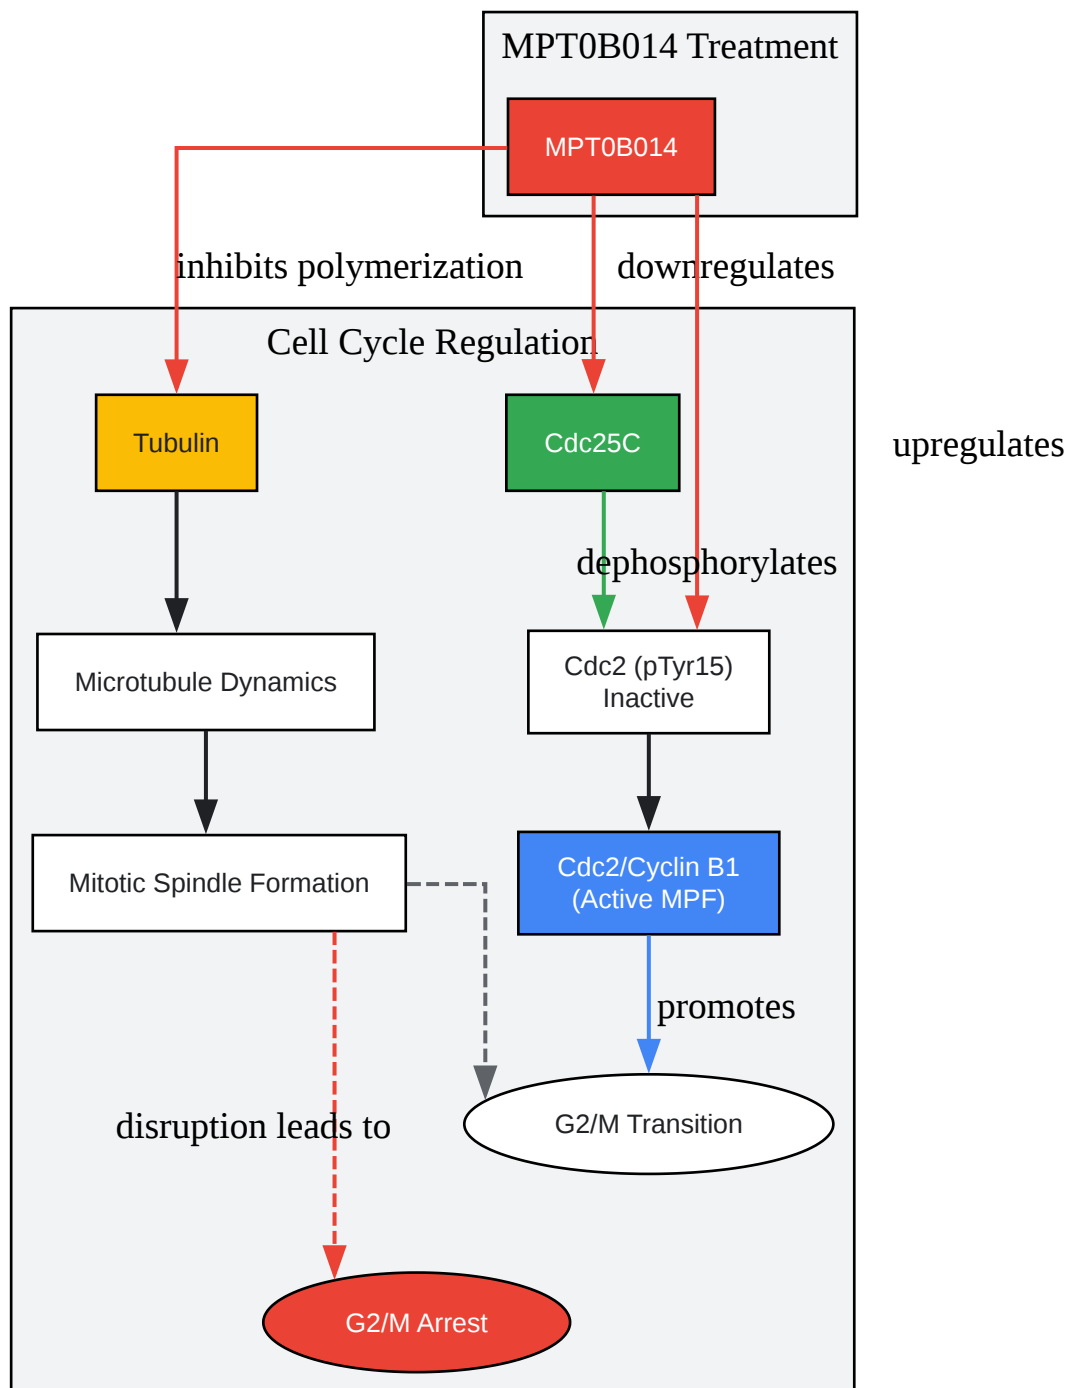 MPT0B014 Treatment
MPT0B014
inhibits polymerization
downregulates
Cell Cycle Regulation
Tubulin
Cdc25C
upregulates
dephosphorylates
Microtubule Dynamics
Cdc2 (pTyr15)
Inactive
Mitotic Spindle Formation
Cdc2/Cyclin B1
(Active MPF)
promotes
disruption leads to
G2/M Transition
G2/M Arrest